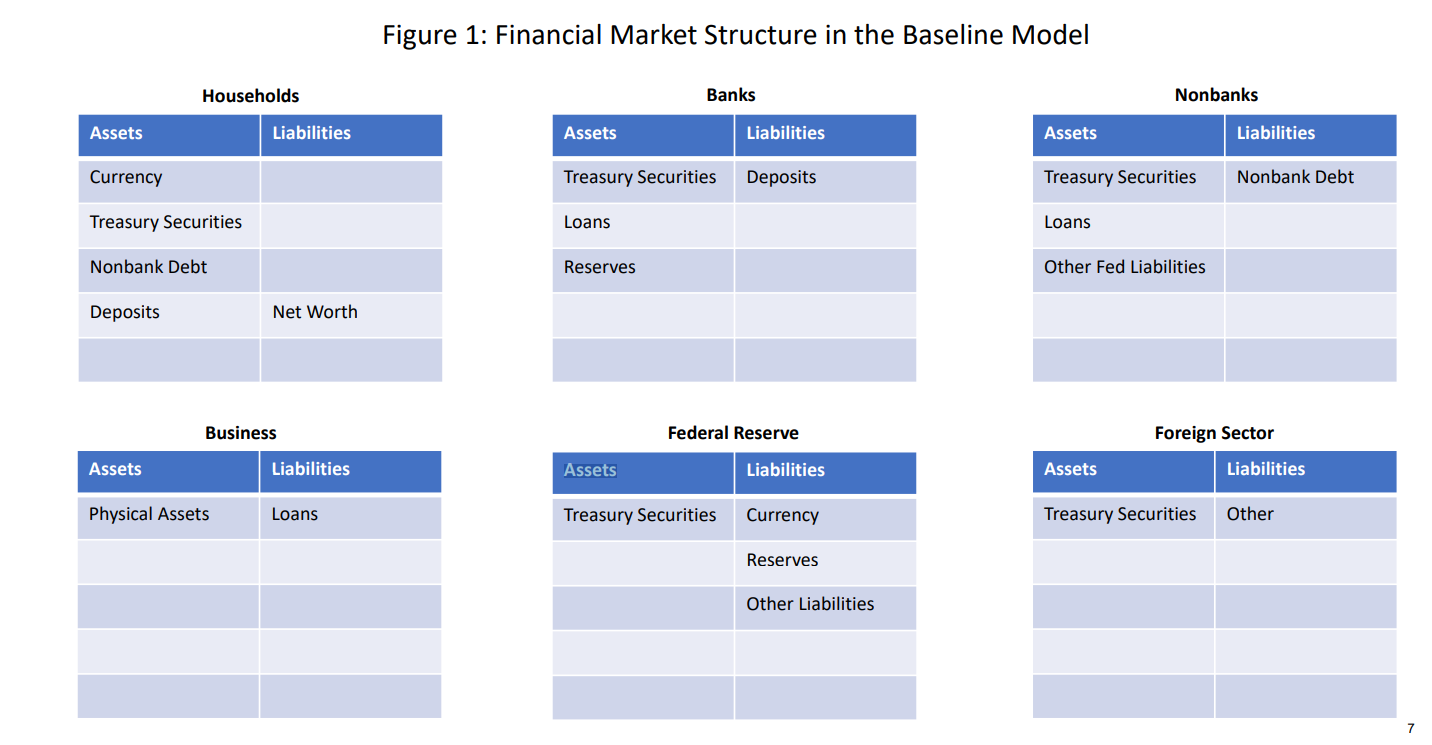 Figure 1: Financial Market Structure in the Baseline Model
Households
Assets Liabilities
Currency
Treasury Securities
Nonbank Debt
Deposits Net Worth
Banks
Assets Liabilities
Treasury Securities Deposits
Loans
Reserves
Nonbanks
Assets Liabilities
Treasury Securities Nonbank Debt
Loans
Other Fed Liabilities
Business
Assets Liabilities
Physical Assets Loans
Federal Reserve
Assets Liabilities
Treasury Securities Currency
Reserves
Other Liabilities
Foreign Sector
Assets Liabilities
Treasury Securities Other
7